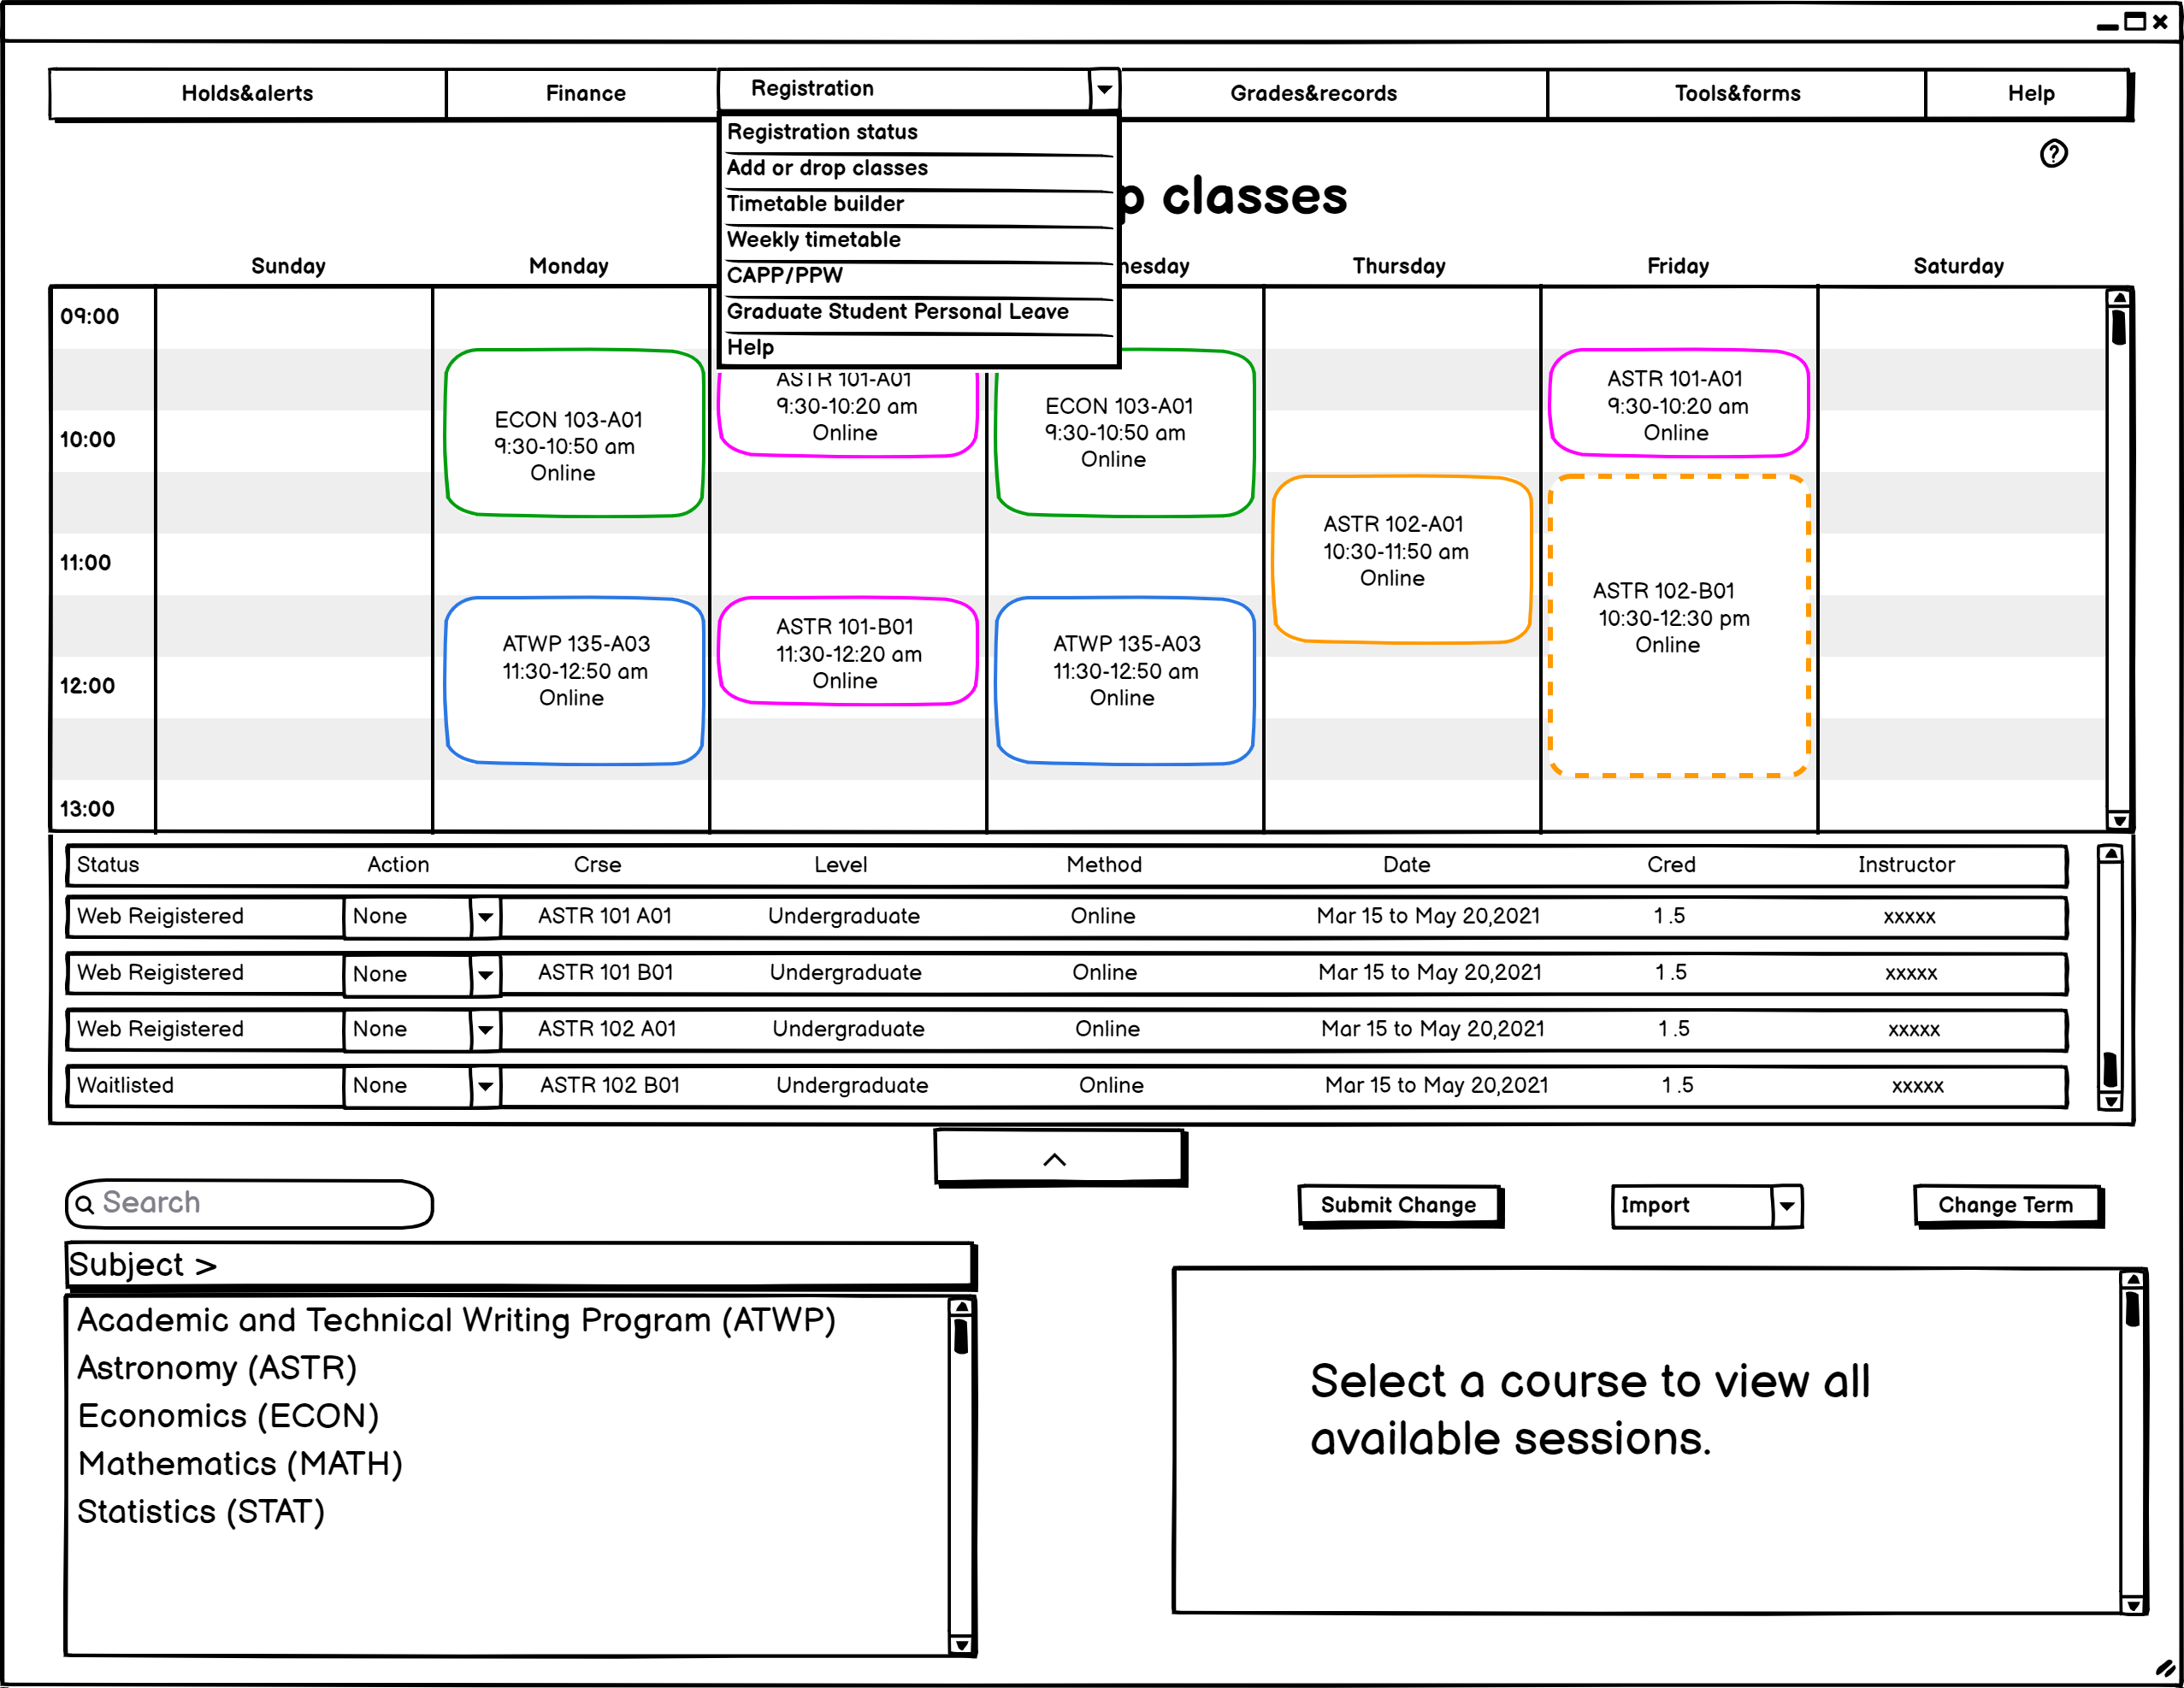 Holds&alerts
Finance
Registration
Grades&records
Tools&forms
Help
Registration status
Add or drop classes
Timetable builder
Weekly timetable
CAPP/PPW
Graduate Student Personal Leave
Help
?
p classes
Sunday
Monday
nesday
Thursday
Friday
Saturday
09:00
10:00
11:00
12:00
13:00
ECON 103-A01
9:30-10:50 am
Online
ATWP 135-A03
11:30-12:50 am
Online
ASTR 101-A01
9:30-10:20 am
Online
ASTR 101-B01
11:30-12:20 am
Online
ECON 103-A01
9:30-10:50 am
Online
ATWP 135-A03
11:30-12:50 am
Online
ASTR 102-A01
10:30-11:50 am
Online
ASTR 101-A01
9:30-10:20 am
Online
ASTR 102-B01
10:30-12:30 pm
Online
Status Action Crse Level Method Date Cred Instructor
Web Reigistered None ASTR 101 A01 Undergraduate Online Mar 15 to May 20,2021 1.5 xxxxx
Web Reigistered None ASTR 101 B01 Undergraduate Online Mar 15 to May 20,2021 1.5 xxxxx
Web Reigistered None ASTR 102 A01 Undergraduate Online Mar 15 to May 20,2021 1.5 xxxxx
Waitlisted None ASTR 102 B01 Undergraduate Online Mar 15 to May 20,2021 1.5 xxxxx
Search
Submit Change
Import
Change Term
Subject >
Academic and Technical Writing Program (ATWP)
Astronomy (ASTR)
Economics (ECON)
Mathematics (MATH)
Statistics (STAT)
Select a course to view all
available sessions.